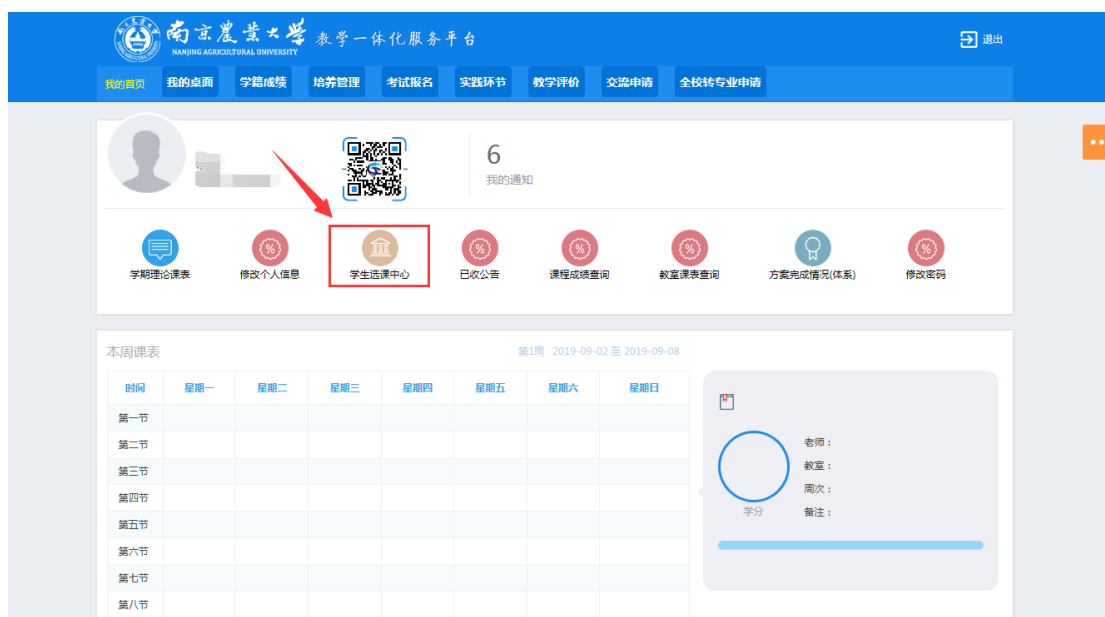 南京農業大學 教学一体化服务平台
NANJING AGRICULTURAL UNIVERSITY
退出
我的首页 我的桌面 学籍成绩 培养管理 考试报名 实践环节 教学评价 交流申请 全校转专业申请
6
我的通知
学期理论课表 修改个人信息 学生选课中心 已收公告 课程成绩查询 教室课表查询 方案完成情况(体系) 修改密码
本周课表 第1周 2019-09-02 至 2019-09-08
时间 星期一 星期二 星期三 星期四 星期五 星期六 星期日
第一节
第二节
第三节
第四节
第五节
第六节
第七节
第八节
老师：
教室：
周次：
学分 备注：